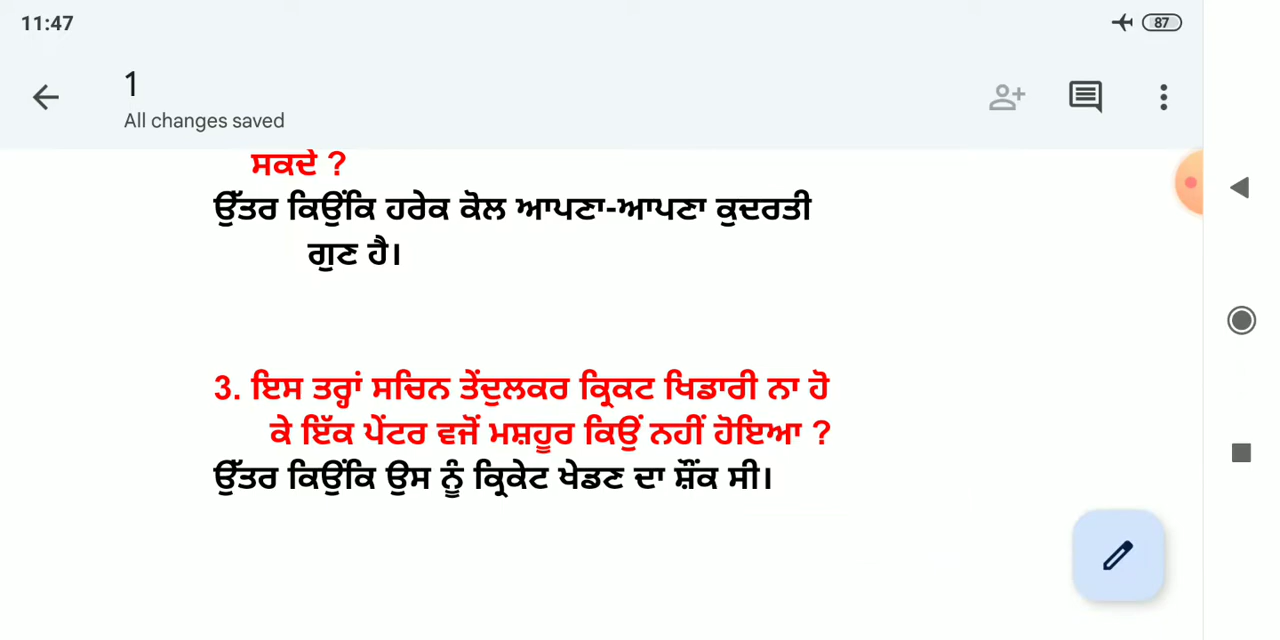 11:47
87
1
All changes saved
ਸਕਦੇ ?
ਉੱਤਰ ਕਿਉਂਕਿ ਹਰੇਕ ਕੋਲ ਆਪਣਾ-ਆਪਣਾ ਕੁਦਰਤੀ
ਗੁਣ ਹੈ।
3. ਇਸ ਤਰ੍ਹਾਂ ਸਚਿਨ ਤੇਂਦੁਲਕਰ ਕ੍ਰਿਕਟ ਖਿਡਾਰੀ ਨਾ ਹੋ
ਕੇ ਇੱਕ ਪੇਂਟਰ ਵਜੋਂ ਮਸ਼ਹੂਰ ਕਿਉਂ ਨਹੀਂ ਹੋਇਆ ?
ਉੱਤਰ ਕਿਉਂਕਿ ਉਸ ਨੂੰ ਕ੍ਰਿਕੇਟ ਖੇਡਣ ਦਾ ਸ਼ੌਂਕ ਸੀ।